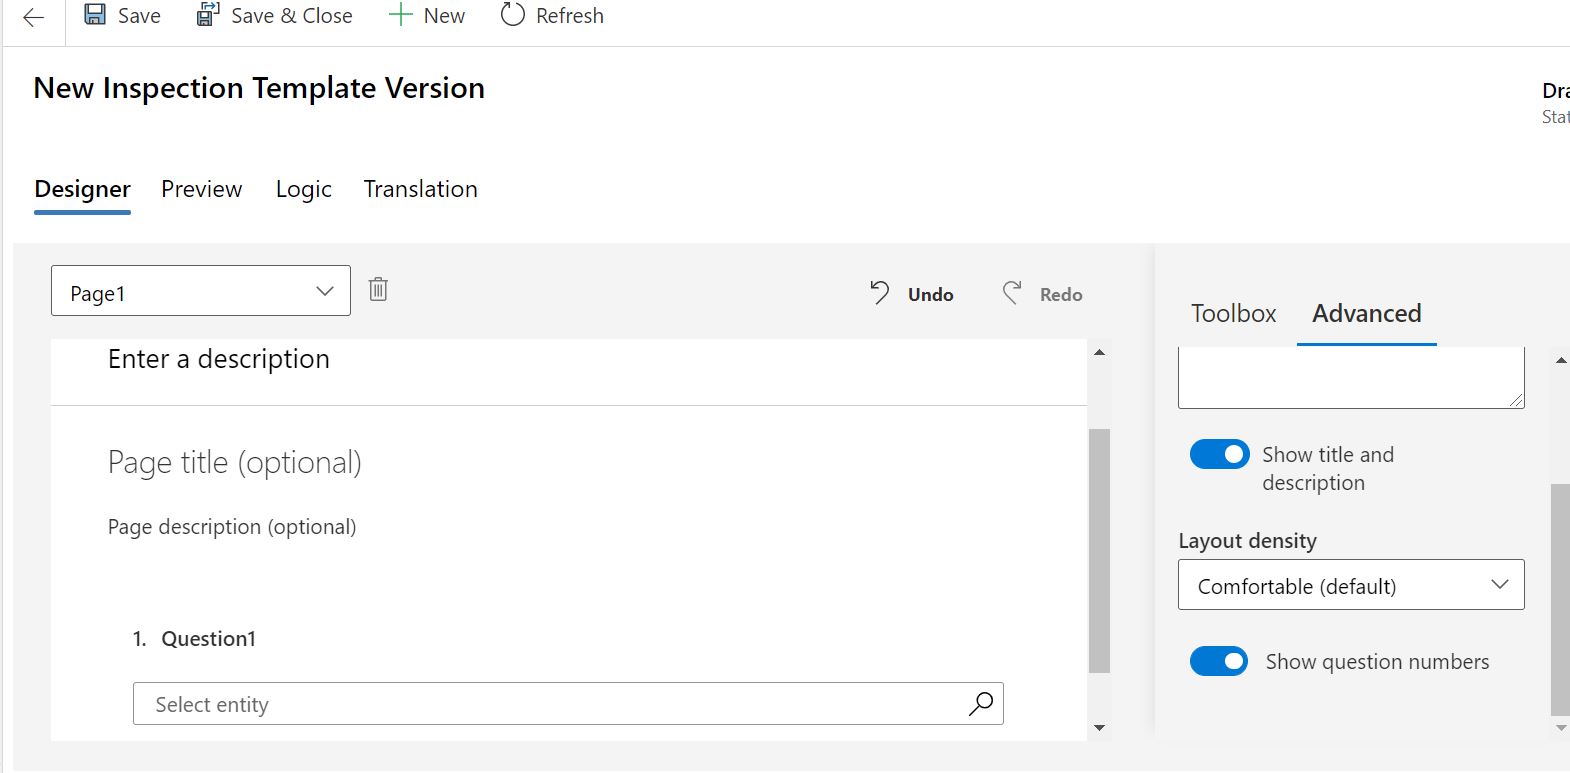 Save
Save & Close
New
Refresh
New Inspection Template Version
Designer
Preview
Logic
Translation
Page1
Undo
Redo
Enter a description
Page title (optional)
Page description (optional)
1. Question1
Select entity
Toolbox
Advanced
Show title and
description
Layout density
Comfortable (default)
Show question numbers